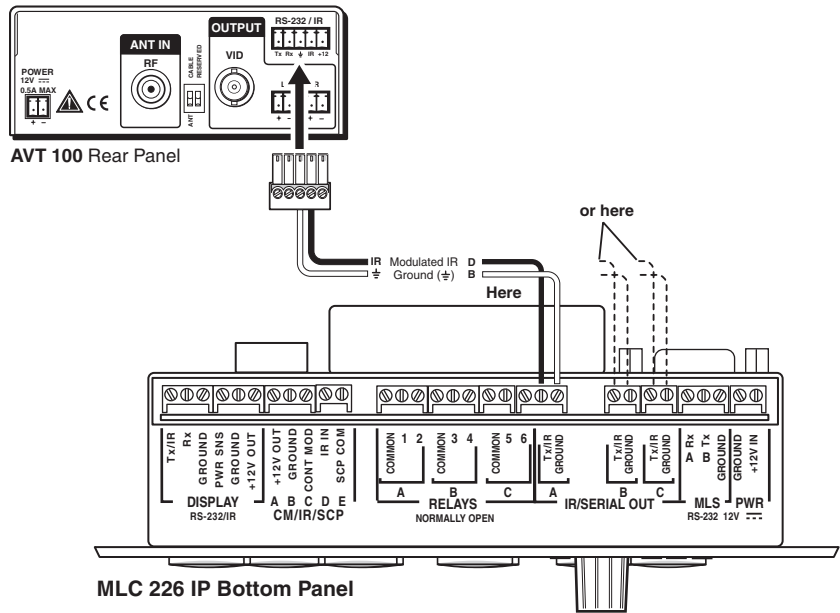 RS-232 / IR
OUTPUT
ANT IN
Tx Rx ⏚ IR +12
RF
VID
CABLE
RESERVED
POWER
12V
0.5A MAX
CE
L R
ANT
+ –
+ – + –
AVT 100 Rear Panel
or here
IR Modulated IR D
Ground (⏚) B
Here
Tx/IR
Rx
GROUND
PWR SNS
GROUND
+12V OUT
+12V OUT
GROUND
CONT MOD
IR IN
SCP COM
COMMON 1 2
COMMON 3 4
COMMON 5 6
Tx/IR
GROUND
Tx/IR
GROUND
Tx/IR
GROUND
Rx
Tx
GROUND
A B
GROUND
+12V IN
A B C D E
A B C
A B C
DISPLAY
RS-232/IR
CM/IR/SCP
RELAYS
NORMALLY OPEN
IR/SERIAL OUT
MLS
RS-232
PWR
12V
MLC 226 IP Bottom Panel